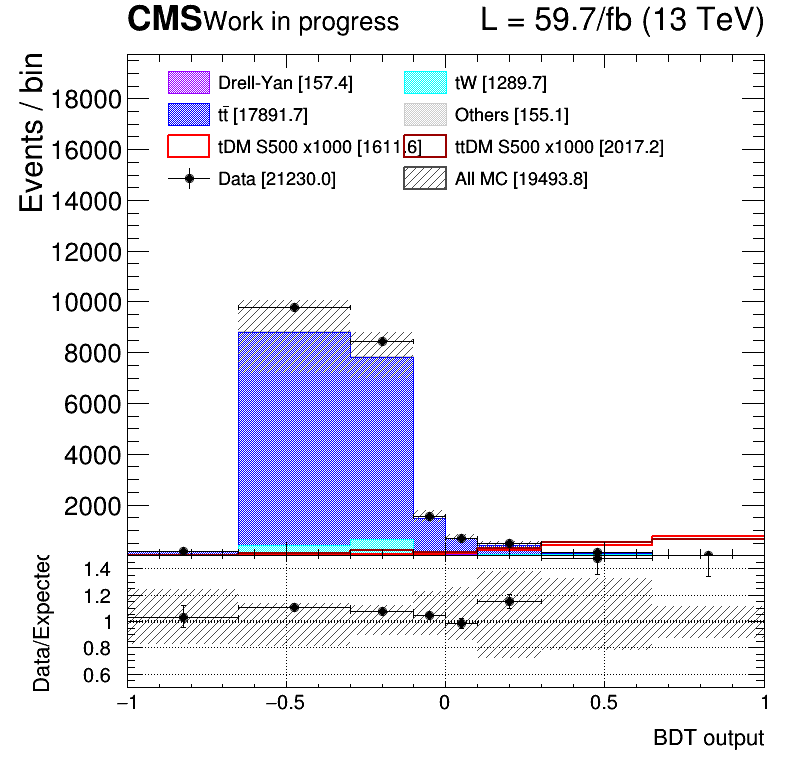 CMS Work in progress L = 59.7/fb (13 TeV)
Events / bin
Drell-Yan [157.4] tW [1289.7]
tt̄ [17891.7] Others [155.1]
tDM S500 x1000 [1611.6] ttDM S500 x1000 [2017.2]
Data [21230.0] All MC [19493.8]
18000
16000
14000
12000
10000
8000
6000
4000
2000
Data/Expected
1.4
1.2
1
0.8
0.6
−1 −0.5 0 0.5 1
BDT output